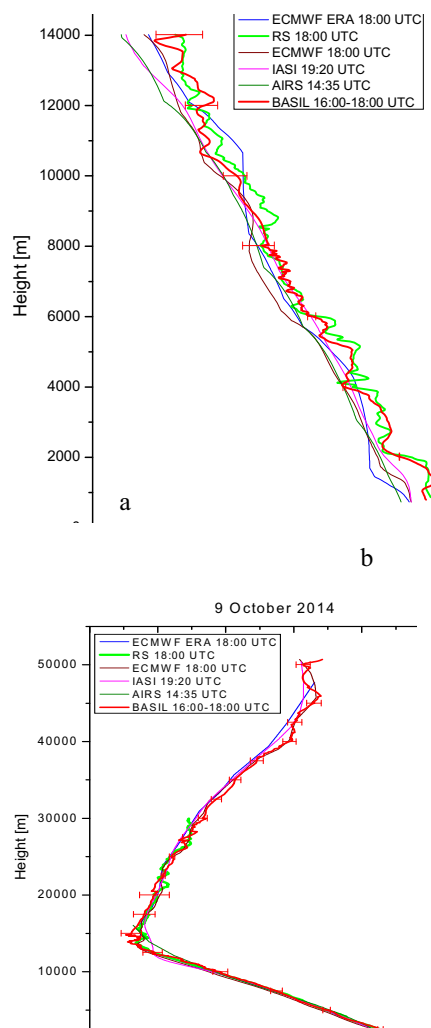 ECMWF ERA 18:00 UTC
RS 18:00 UTC
ECMWF 18:00 UTC
IASI 19:20 UTC
AIRS 14:35 UTC
BASIL 16:00-18:00 UTC
14000
12000
10000
8000
6000
4000
2000
Height [m]
a
b
9 October 2014
ECMWF ERA 18:00 UTC
RS 18:00 UTC
ECMWF 18:00 UTC
IASI 19:20 UTC
AIRS 14:35 UTC
BASIL 16:00-18:00 UTC
50000
40000
30000
20000
10000
Height [m]